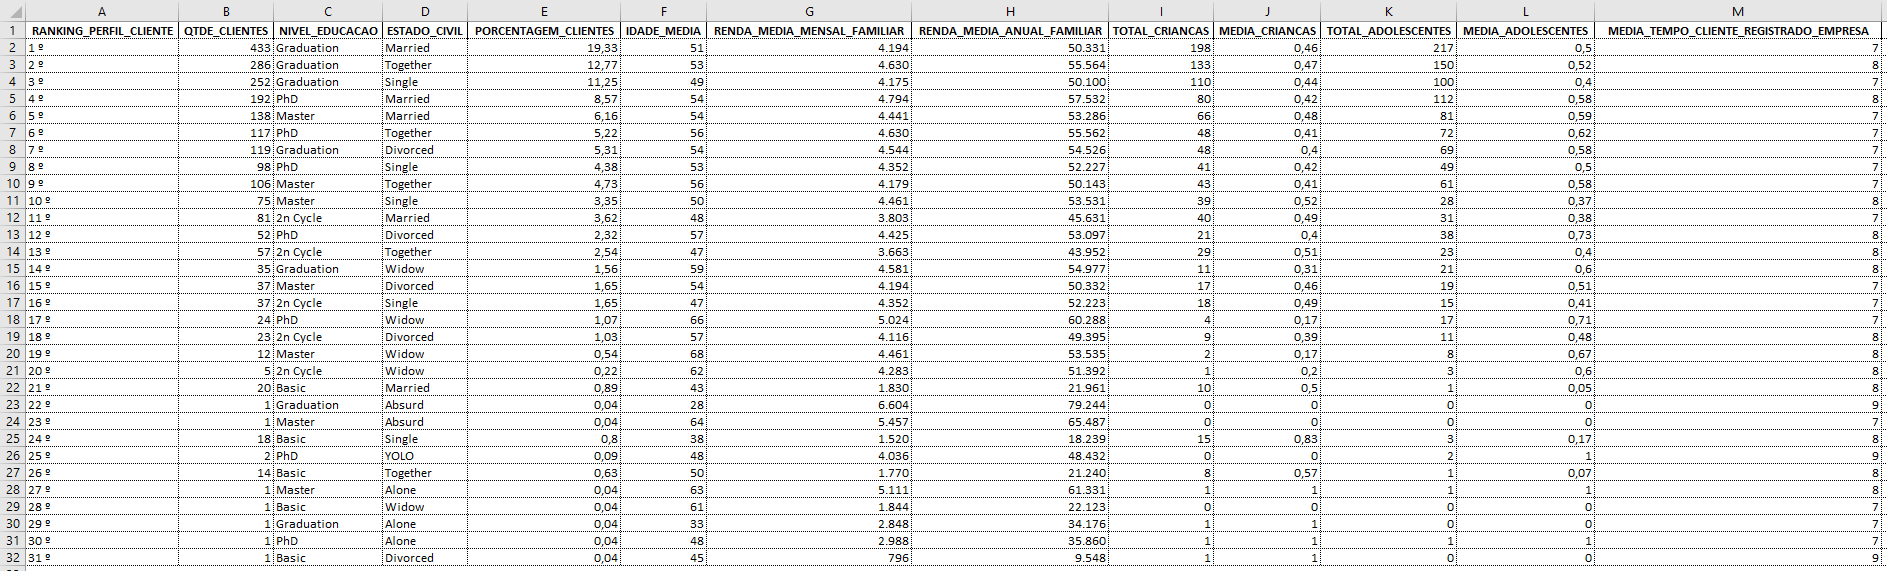 A B C D E F G H I J K L M
1 RANKING_PERFIL_CLIENTE QTDE_CLIENTES NIVEL_EDUCACAO ESTADO_CIVIL PORCENTAGEM_CLIENTES IDADE_MEDIA RENDA_MEDIA_MENSAL_FAMILIAR RENDA_MEDIA_ANUAL_FAMILIAR TOTAL_CRIANCAS MEDIA_CRIANCAS TOTAL_ADOLESCENTES MEDIA_ADOLESCENTES MEDIA_TEMPO_CLIENTE_REGISTRADO_EMPRESA
2 1 º 433 Graduation Married 19,33 51 4.194 50.331 198 0,46 217 0,5 7
3 2 º 286 Graduation Together 12,77 53 4.630 55.564 133 0,47 150 0,52 8
4 3 º 252 Graduation Single 11,25 49 4.175 50.100 110 0,44 100 0,4 7
5 4 º 192 PhD Married 8,57 54 4.794 57.532 80 0,42 112 0,58 8
6 5 º 138 Master Married 6,16 54 4.441 53.286 66 0,48 81 0,59 7
7 6 º 117 PhD Together 5,22 56 4.630 55.562 48 0,41 72 0,62 7
8 7 º 119 Graduation Divorced 5,31 54 4.544 54.526 48 0,4 69 0,58 7
9 8 º 98 PhD Single 4,38 53 4.352 52.227 41 0,42 49 0,5 7
10 9 º 106 Master Together 4,73 56 4.179 50.143 43 0,41 61 0,58 7
11 10 º 75 Master Single 3,35 50 4.461 53.531 39 0,52 28 0,37 8
12 11 º 81 2n Cycle Married 3,62 48 3.803 45.631 40 0,49 31 0,38 7
13 12 º 52 PhD Divorced 2,32 57 4.425 53.105 21 0,4 38 0,73 8
14 13 º 57 2n Cycle Together 2,54 47 3.663 43.952 29 0,51 23 0,4 8
15 14 º 35 Graduation Widow 1,56 59 4.581 54.977 11 0,31 21 0,6 8
16 15 º 37 Master Divorced 1,65 54 4.194 50.332 17 0,46 19 0,51 7
17 16 º 37 2n Cycle Single 1,65 47 4.352 52.223 18 0,49 15 0,41 7
18 17 º 24 PhD Widow 1,07 66 5.024 60.288 4 0,17 17 0,71 7
19 18 º 23 2n Cycle Divorced 1,03 57 4.116 49.395 9 0,39 11 0,48 8
20 19 º 12 Master Widow 0,54 68 4.461 53.535 2 0,17 8 0,67 8
21 20 º 5 2n Cycle Widow 0,22 62 4.283 51.392 1 0,2 3 0,6 8
22 21 º 20 Basic Married 0,89 43 1.830 21.961 10 0,5 1 0,05 8
23 22 º 1 Graduation Absurd 0,04 28 6.604 79.244 0 0 0 0 9
24 23 º 1 Master Absurd 0,04 64 5.457 65.487 0 0 0 0 7
25 24 º 18 Basic Single 0,8 38 1.520 18.239 15 0,83 3 0,17 8
26 25 º 2 PhD YOLO 0,09 48 4.036 48.432 0 0 2 1 9
27 26 º 14 Basic Together 0,63 50 1.770 21.240 8 0,57 1 0,07 8
28 27 º 1 Master Alone 0,04 63 5.111 61.331 1 1 1 1 8
29 28 º 1 Basic Widow 0,04 61 1.844 22.123 0 0 0 0 7
30 29 º 1 Graduation Alone 0,04 33 2.848 34.176 1 1 0 0 7
31 30 º 1 PhD Alone 0,04 48 2.988 35.860 1 1 1 1 7
32 31 º 1 Basic Divorced 0,04 45 796 9.548 1 1 0 0 9